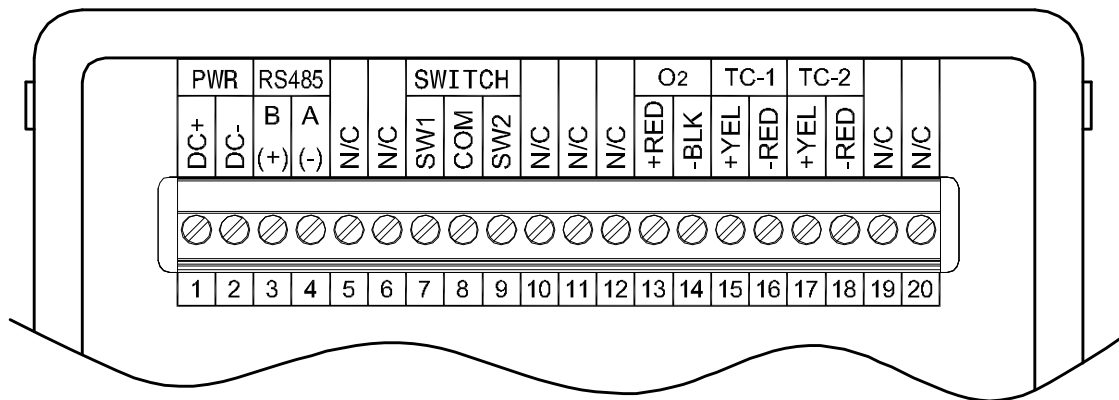 PWR RS485 SWITCH O2 TC-1 TC-2
DC+ DC- B (+) A (-) N/C N/C SW1 COM SW2 N/C N/C N/C +RED -BLK +YEL -RED +YEL -RED N/C N/C
1 2 3 4 5 6 7 8 9 10 11 12 13 14 15 16 17 18 19 20